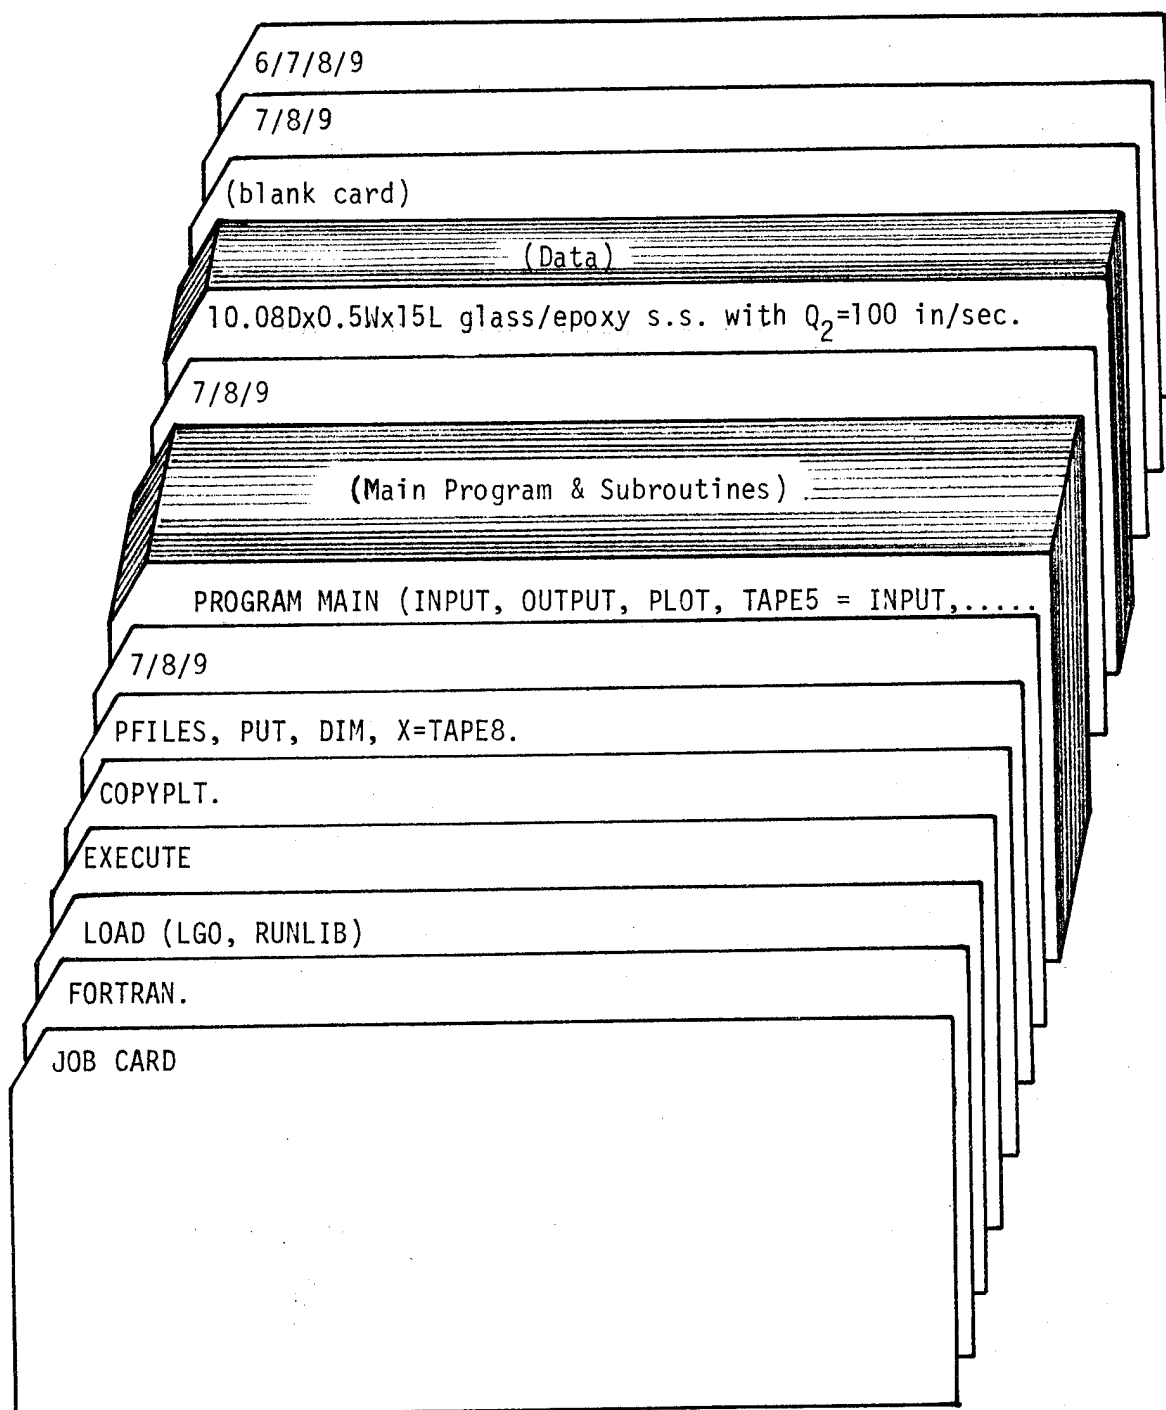 6/7/8/9
7/8/9
(blank card)
(Data)
10.08Dx0.5Wx15L glass/epoxy s.s. with Q₂=100 in/sec.
7/8/9
(Main Program & Subroutines)
PROGRAM MAIN (INPUT, OUTPUT, PLOT, TAPE5 = INPUT,.....
7/8/9
PFILES, PUT, DIM, X=TAPE8.
COPYPLT.
EXECUTE
LOAD (LGO, RUNLIB)
FORTRAN.
JOB CARD